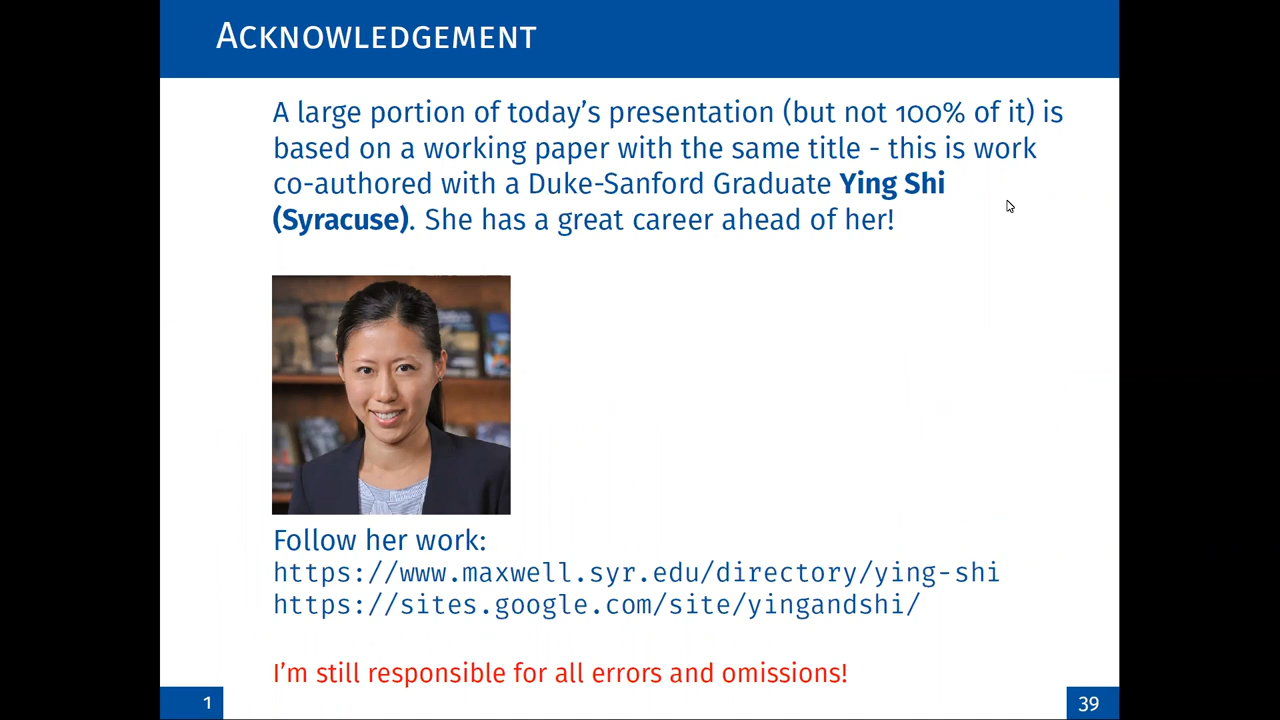 ACKNOWLEDGEMENT
A large portion of today's presentation (but not 100% of it) is
based on a working paper with the same title - this is work
co-authored with a Duke-Sanford Graduate Ying Shi
(Syracuse). She has a great career ahead of her!
Follow her work:
https://www.maxwell.syr.edu/directory/ying-shi
https://sites.google.com/site/yingandshi/
I'm still responsible for all errors and omissions!
1
39